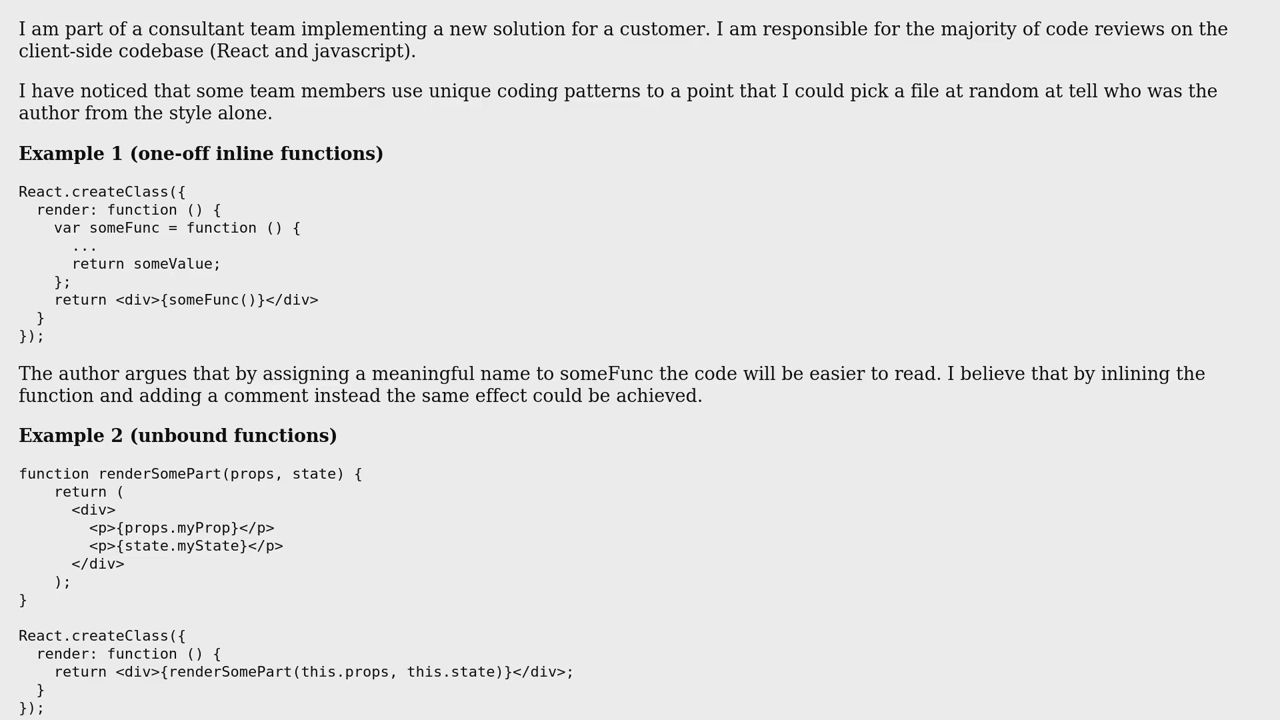 I am part of a consultant team implementing a new solution for a customer. I am responsible for the majority of code reviews on the
client-side codebase (React and javascript).
I have noticed that some team members use unique coding patterns to a point that I could pick a file at random at tell who was the
author from the style alone.
Example 1 (one-off inline functions)
React.createClass({
  render: function () {
    var someFunc = function () {
      ...
      return someValue;
    };
    return <div>{someFunc()}</div>
  }
});
The author argues that by assigning a meaningful name to someFunc the code will be easier to read. I believe that by inlining the
function and adding a comment instead the same effect could be achieved.
Example 2 (unbound functions)
function renderSomePart(props, state) {
    return (
      <div>
        <p>{props.myProp}</p>
        <p>{state.myState}</p>
      </div>
    );
}
React.createClass({
  render: function () {
    return <div>{renderSomePart(this.props, this.state)}</div>;
  }
});